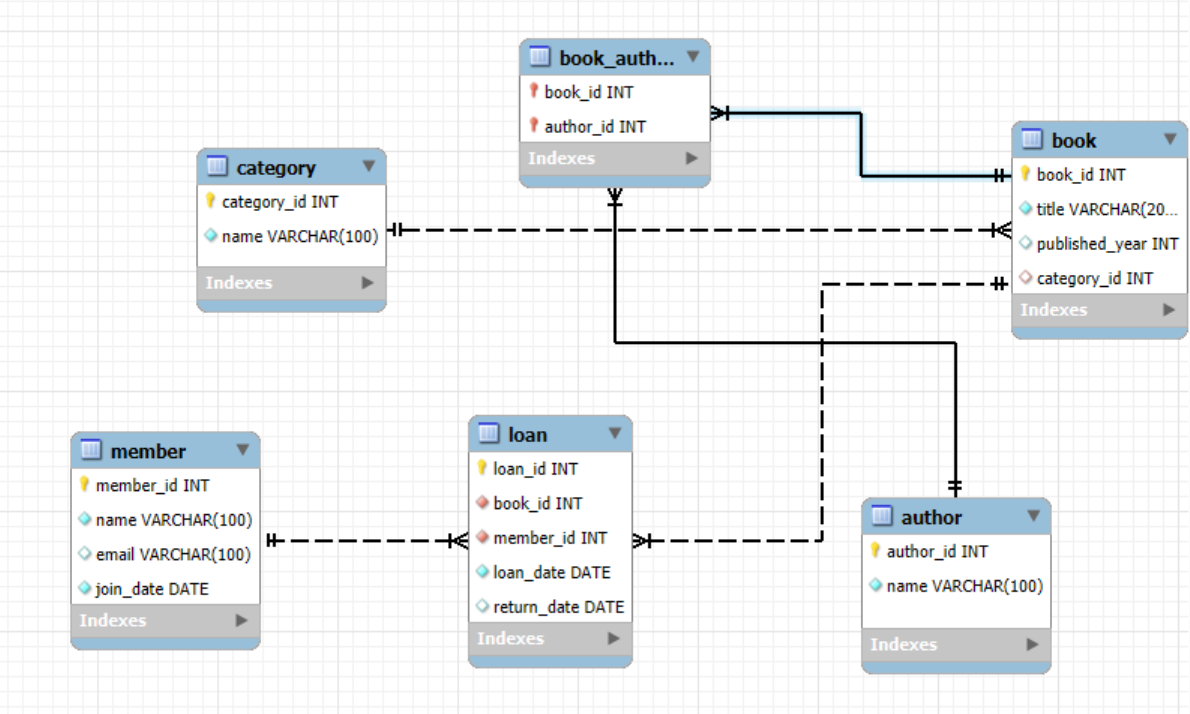 book_auth...
book_id INT
author_id INT
Indexes
category
category_id INT
name VARCHAR(100)
Indexes
book
book_id INT
title VARCHAR(20...
published_year INT
category_id INT
Indexes
member
member_id INT
name VARCHAR(100)
email VARCHAR(100)
join_date DATE
Indexes
loan
loan_id INT
book_id INT
member_id INT
loan_date DATE
return_date DATE
Indexes
author
author_id INT
name VARCHAR(100)
Indexes